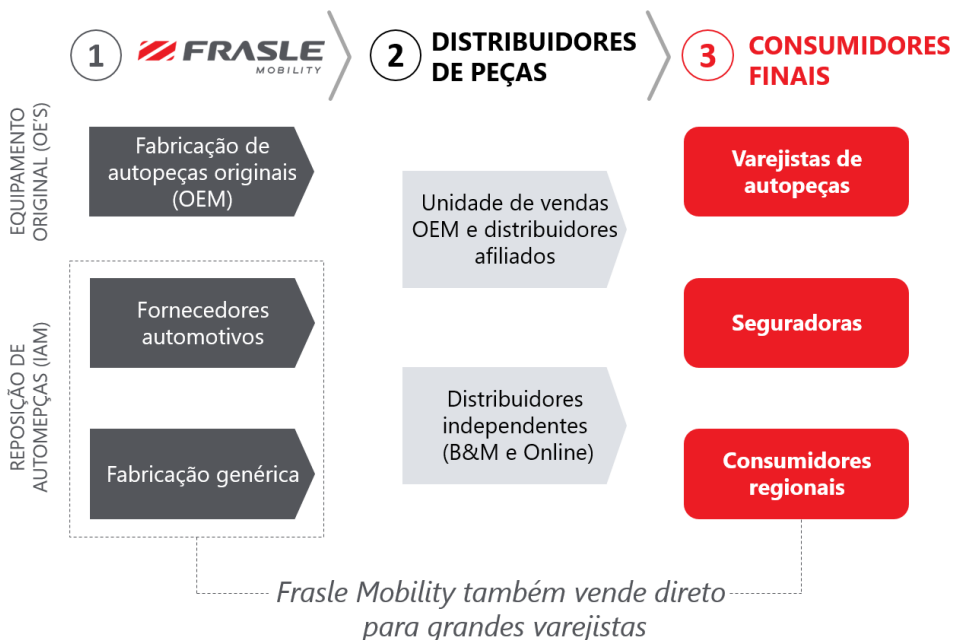 1
FRASLE
MOBILITY
2
DISTRIBUIDORES
DE PEÇAS
3
CONSUMIDORES
FINAIS
EQUIPAMENTO
ORIGINAL (OE'S)
Fabricação de
autopeças originais
(OEM)
Unidade de vendas
OEM e distribuidores
afiliados
Varejistas de
autopeças
REPOSIÇÃO DE
AUTOMEPÇAS (IAM)
Fornecedores
automotivos
Seguradoras
Distribuidores
independentes
(B&M e Online)
Fabricação genérica
Consumidores
regionais
Frasle Mobility também vende direto
para grandes varejistas